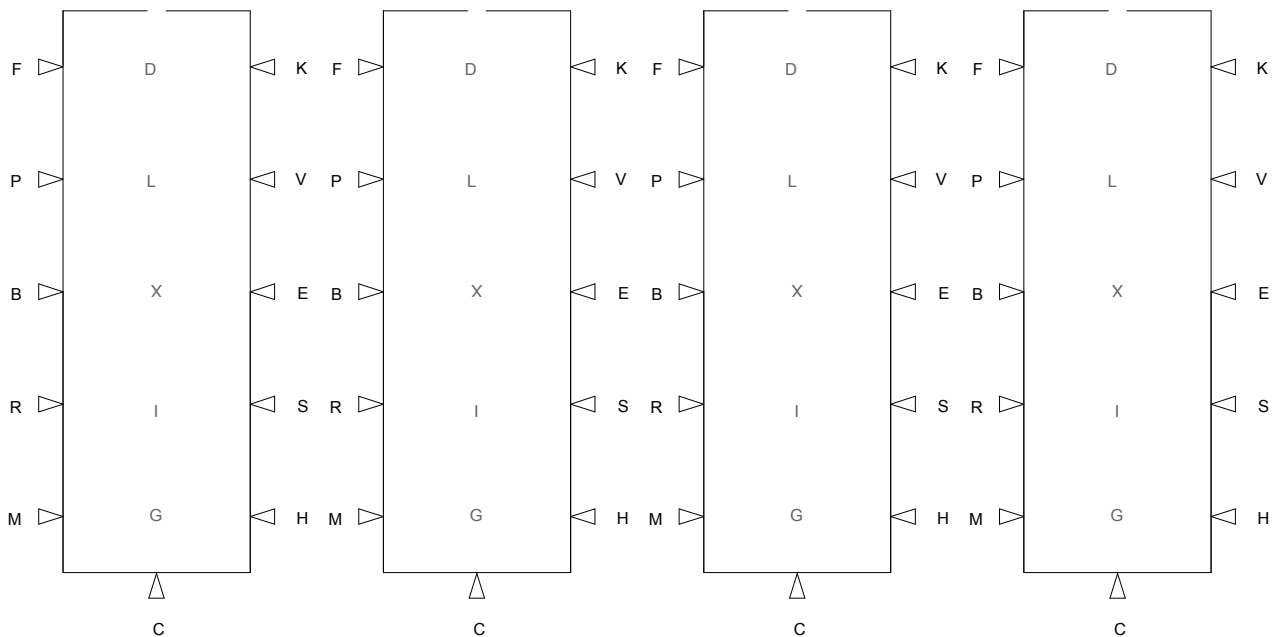 F D K F D K F D K F D K
P L V P L V P L V P L V
B X E B X E B X E B X E
R I S R I S R I S R I S
M G H M G H M G H M G H
C C C C